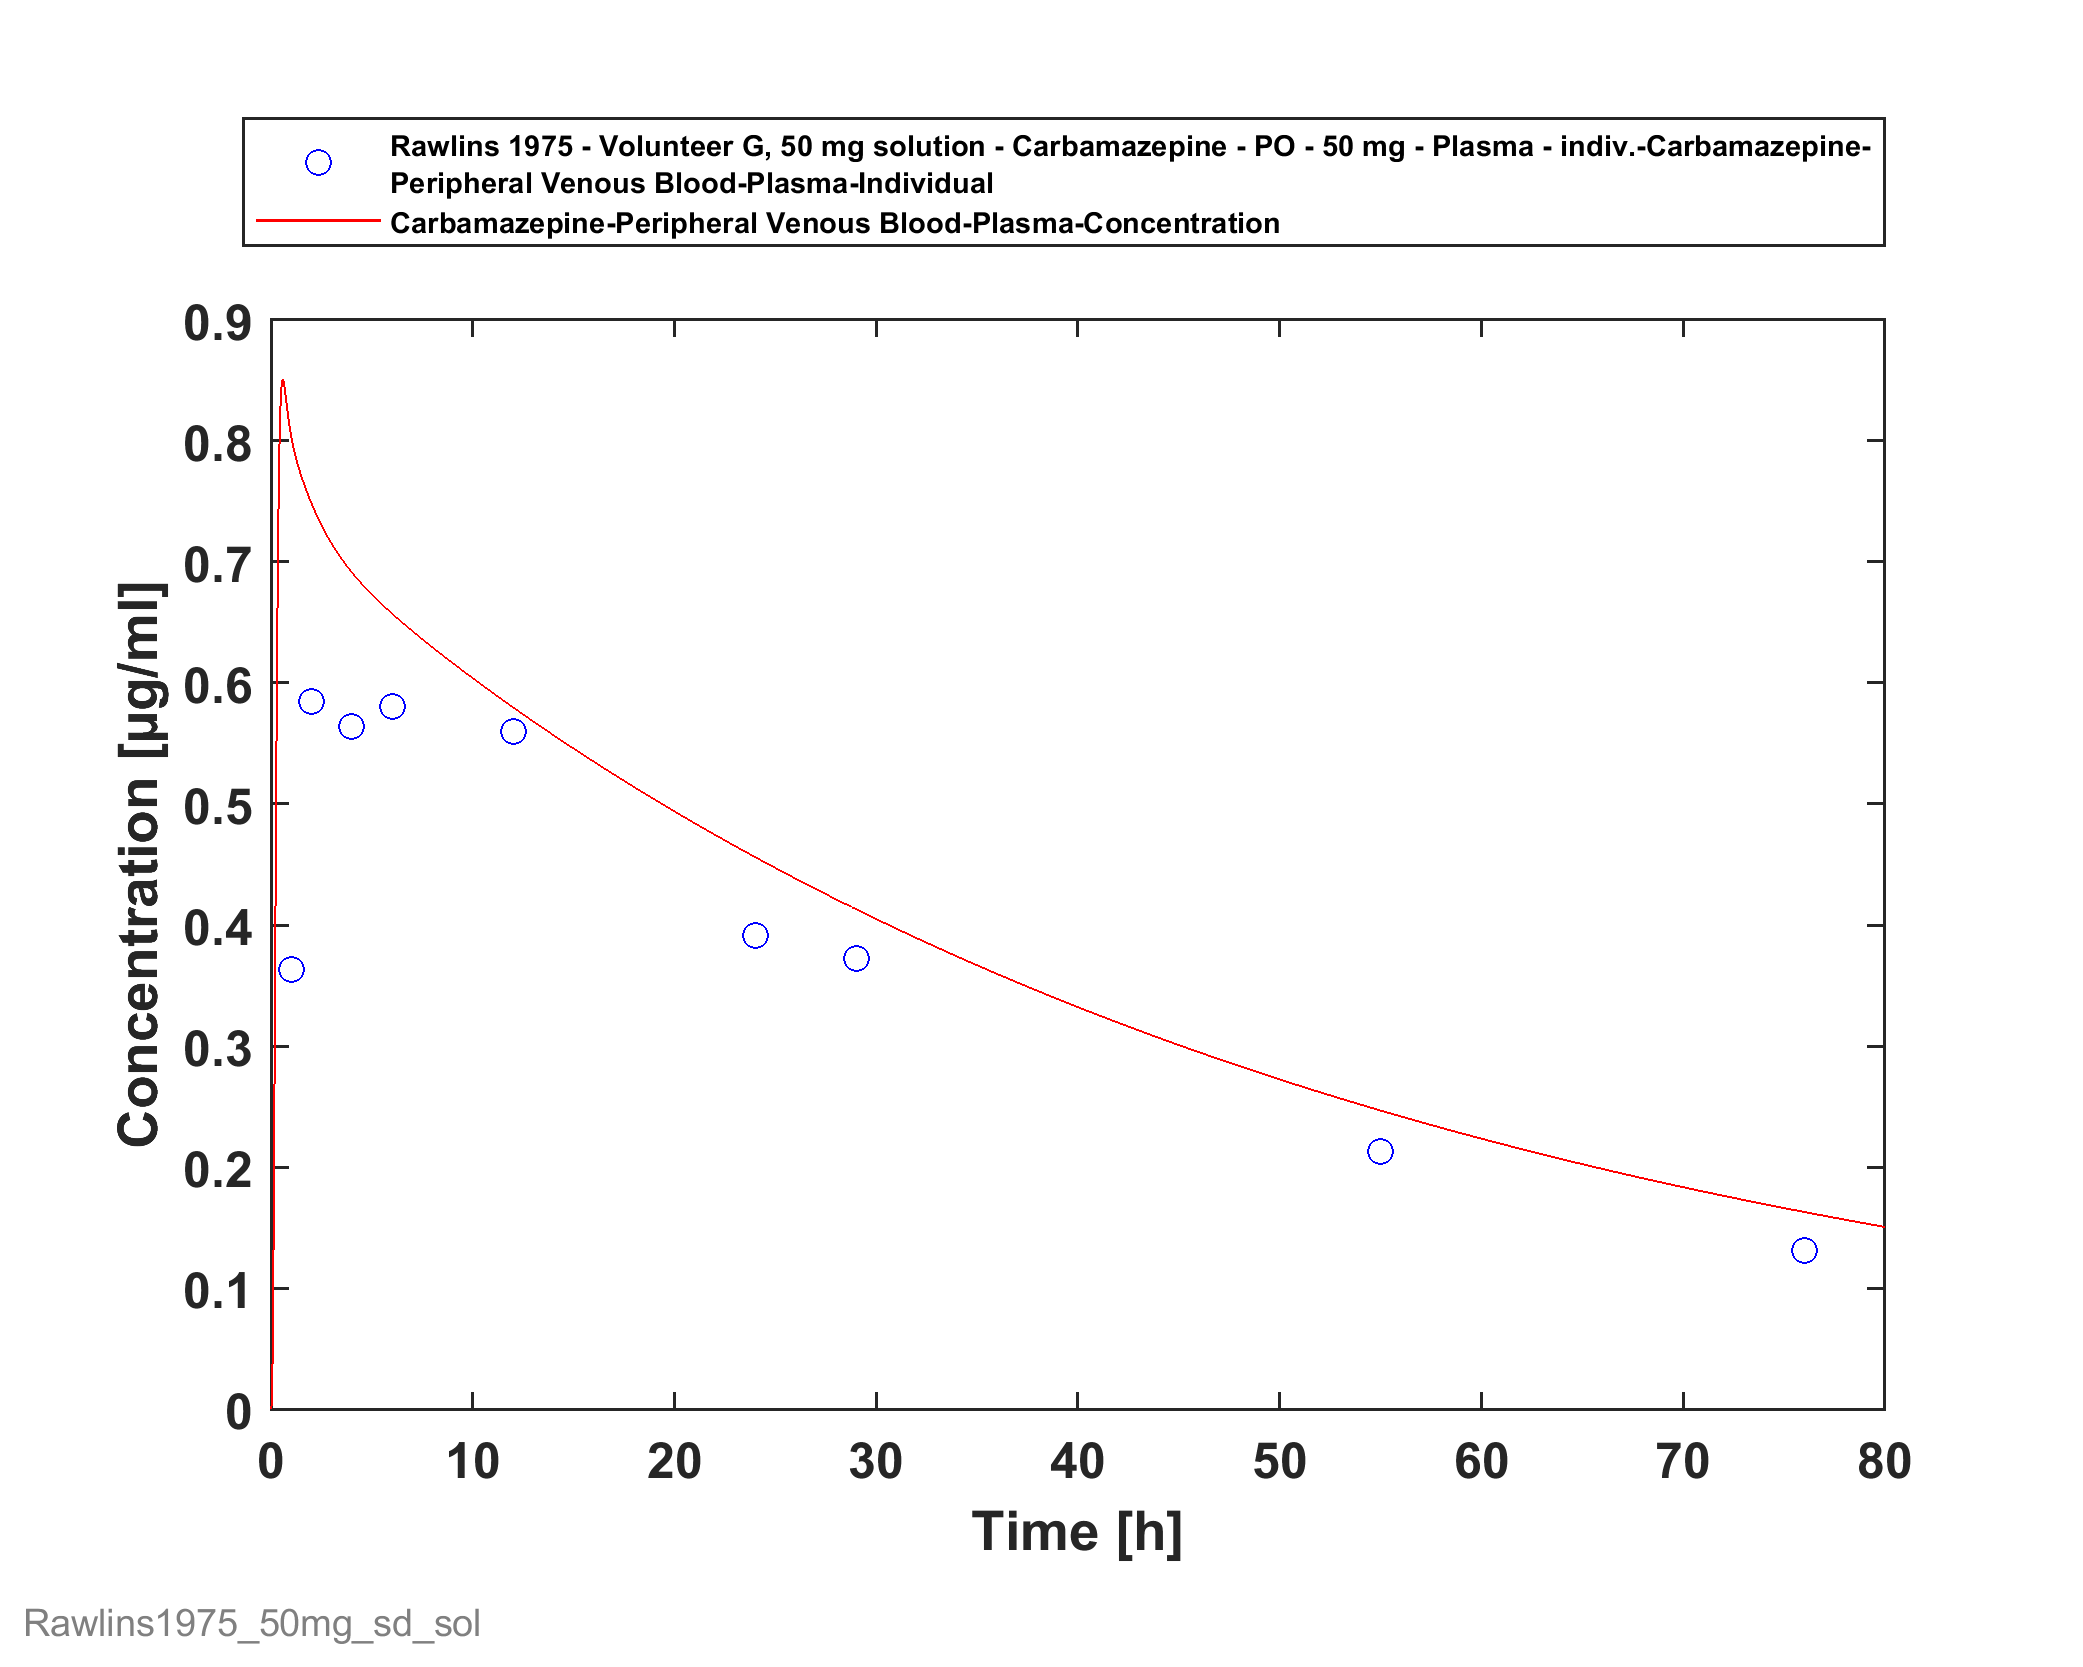 Rawlins 1975 - Volunteer G, 50 mg solution - Carbamazepine - PO - 50 mg - Plasma - indiv.-Carbamazepine-
Peripheral Venous Blood-Plasma-Individual
Carbamazepine-Peripheral Venous Blood-Plasma-Concentration
0.9
0.8
0.7
0.6
0.5
0.4
0.3
0.2
0.1
0
Concentration [µg/ml]
0 10 20 30 40 50 60 70 80
Time [h]
Rawlins1975_50mg_sd_sol